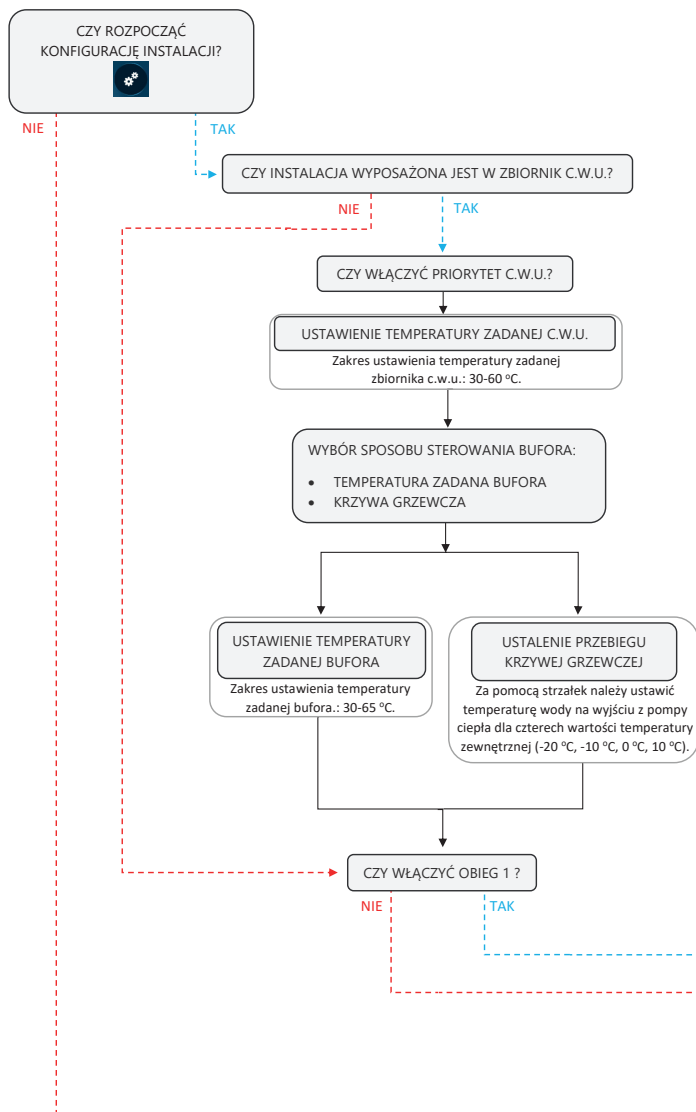 CZY ROZPOCZĄĆ
KONFIGURACJĘ INSTALACJI?
NIE
TAK
CZY INSTALACJA WYPOSAŻONA JEST W ZBIORNIK C.W.U.?
NIE
TAK
CZY WŁĄCZYĆ PRIORYTET C.W.U.?
USTAWIENIE TEMPERATURY ZADANEJ C.W.U.
Zakres ustawienia temperatury zadanej
zbiornika c.w.u.: 30-60 °C.
WYBÓR SPOSOBU STEROWANIA BUFORA:
• TEMPERATURA ZADANA BUFORA
• KRZYWA GRZEWCZA
USTAWIENIE TEMPERATURY
ZADANEJ BUFORA
Zakres ustawienia temperatury
zadanej bufora.: 30-65 °C.
USTALENIE PRZEBIEGU
KRZYWEJ GRZEWCZEJ
Za pomocą strzałek należy ustawić
temperaturę wody na wyjściu z pompy
ciepła dla czterech wartości temperatury
zewnętrznej (-20 °C, -10 °C, 0 °C, 10 °C).
CZY WŁĄCZYĆ OBIEG 1 ?
NIE
TAK